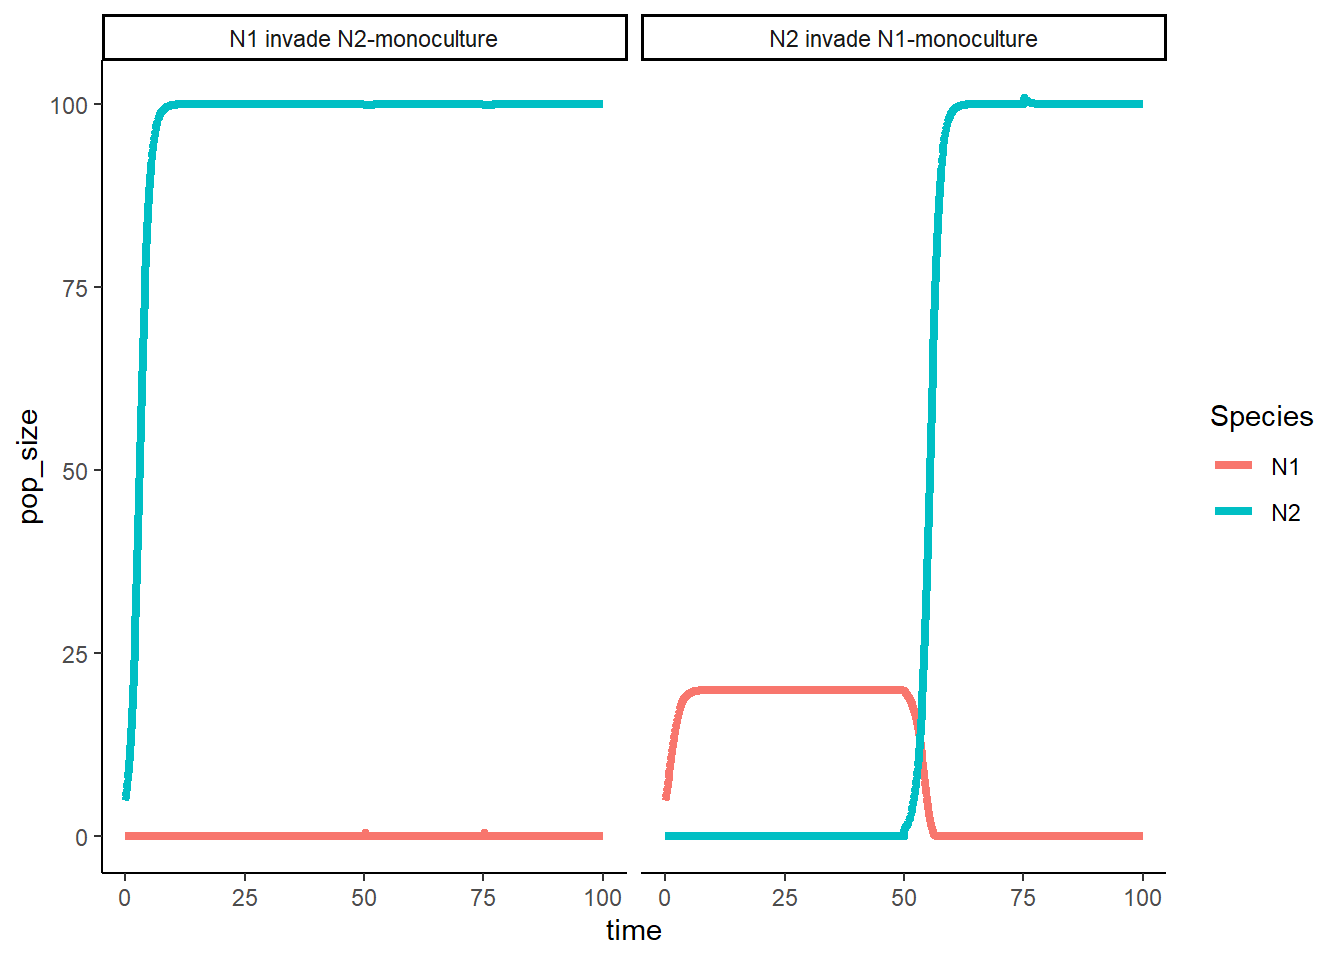 N1 invade N2-monoculture
N2 invade N1-monoculture
100
75
50
25
0
pop_size
0 25 50 75 100
0 25 50 75 100
time
Species
N1
N2